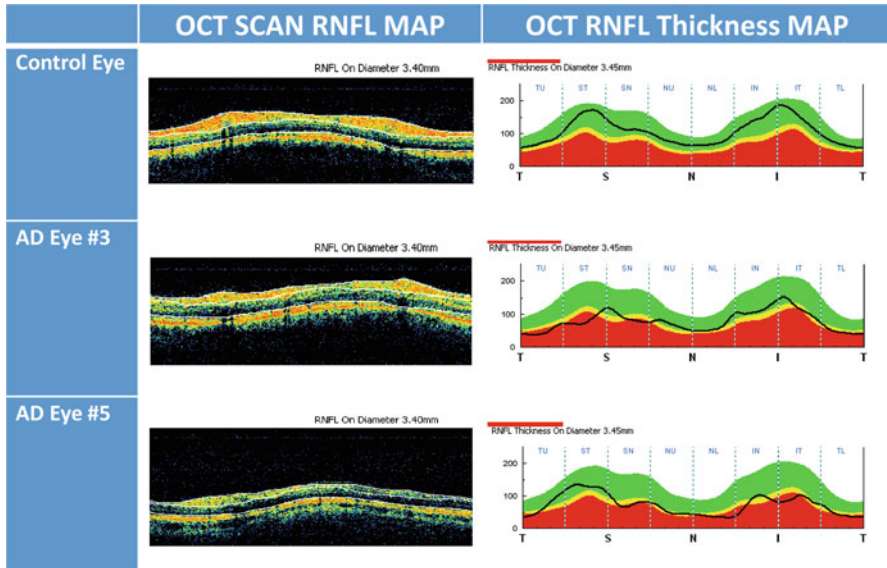 OCT SCAN RNFL MAP OCT RNFL Thickness MAP
Control Eye
RNFL On Diameter 3.40mm
RNFL Thickness On Diameter 3.45mm
TU ST SN NU NL IN IT TL
200
100
0
T S N I T
AD Eye #3
RNFL On Diameter 3.40mm
RNFL Thickness On Diameter 3.45mm
TU ST SN NU NL IN IT TL
200
100
0
T S N I T
AD Eye #5
RNFL On Diameter 3.40mm
RNFL Thickness On Diameter 3.45mm
TU ST SN NU NL IN IT TL
200
100
0
T S N I T